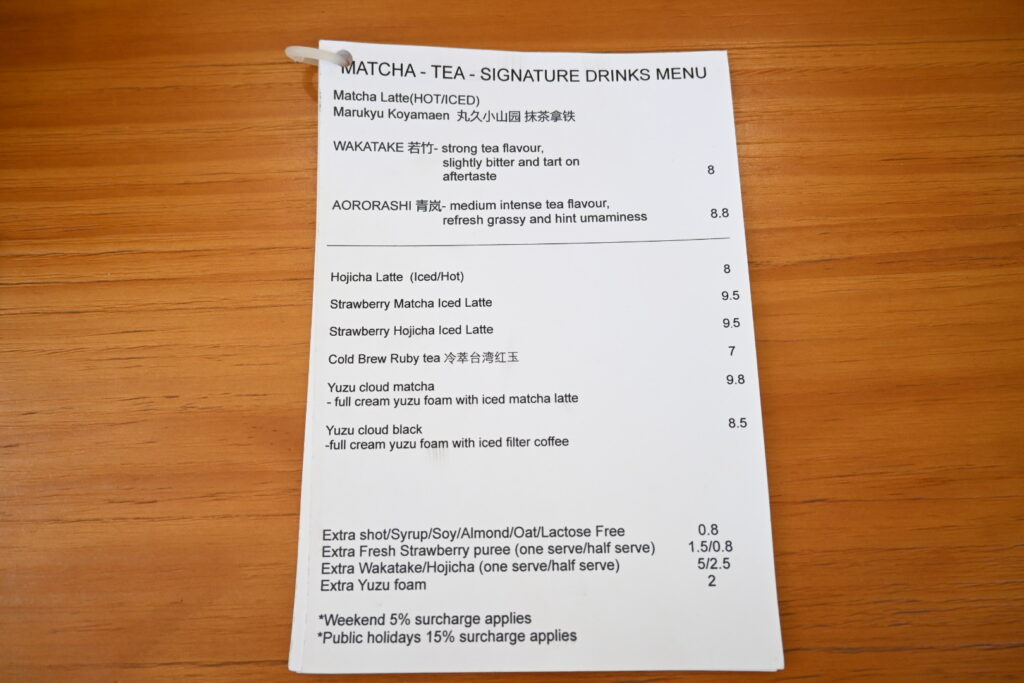 MATCHA - TEA - SIGNATURE DRINKS MENU
Matcha Latte(HOT/ICED)
Marukyu Koyamaen 丸久小山园 抹茶拿铁
WAKATAKE 若竹- strong tea flavour,
slightly bitter and tart on
aftertaste 8
AORORASHI 青岚- medium intense tea flavour,
refresh grassy and hint umaminess 8.8
Hojicha Latte (Iced/Hot) 8
Strawberry Matcha Iced Latte 9.5
Strawberry Hojicha Iced Latte 9.5
Cold Brew Ruby tea 冷萃台湾红玉 7
Yuzu cloud matcha 9.8
- full cream yuzu foam with iced matcha latte
Yuzu cloud black 8.5
-full cream yuzu foam with iced filter coffee
Extra shot/Syrup/Soy/Almond/Oat/Lactose Free 0.8
Extra Fresh Strawberry puree (one serve/half serve) 1.5/0.8
Extra Wakatake/Hojicha (one serve/half serve) 5/2.5
Extra Yuzu foam 2
*Weekend 5% surcharge applies
*Public holidays 15% surcharge applies